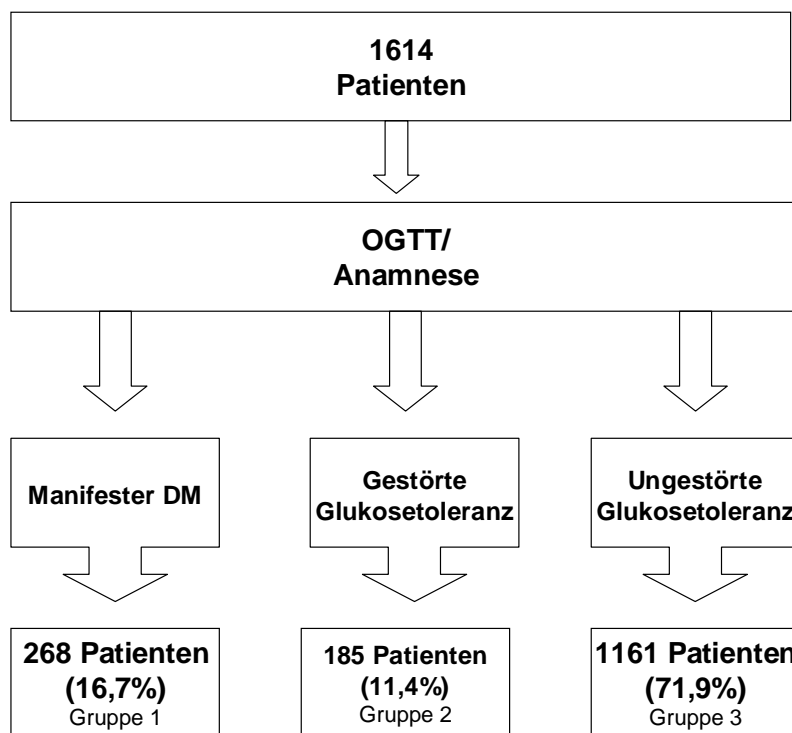 1614
Patienten
OGTT/
Anamnese
Manifester DM
Gestörte
Glukosetoleranz
Ungestörte
Glukosetoleranz
268 Patienten
(16,7%)
Gruppe 1
185 Patienten
(11,4%)
Gruppe 2
1161 Patienten
(71,9%)
Gruppe 3